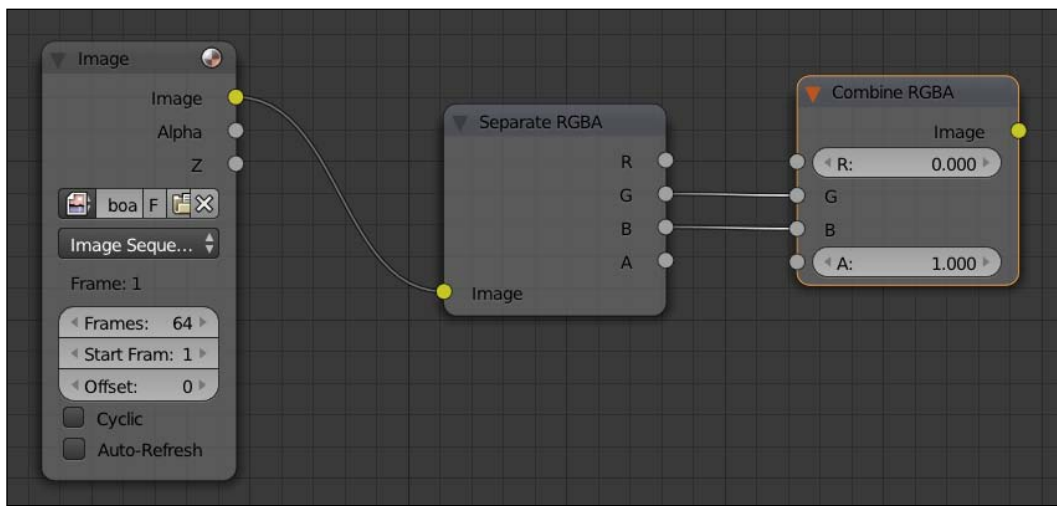 Image
Image
Alpha
Z
boa F
Image Seque...
Frame: 1
Frames: 64
Start Fram: 1
Offset: 0
Cyclic
Auto-Refresh
Separate RGBA
R
G
B
A
Image
Combine RGBA
Image
R: 0.000
G
B
A: 1.000